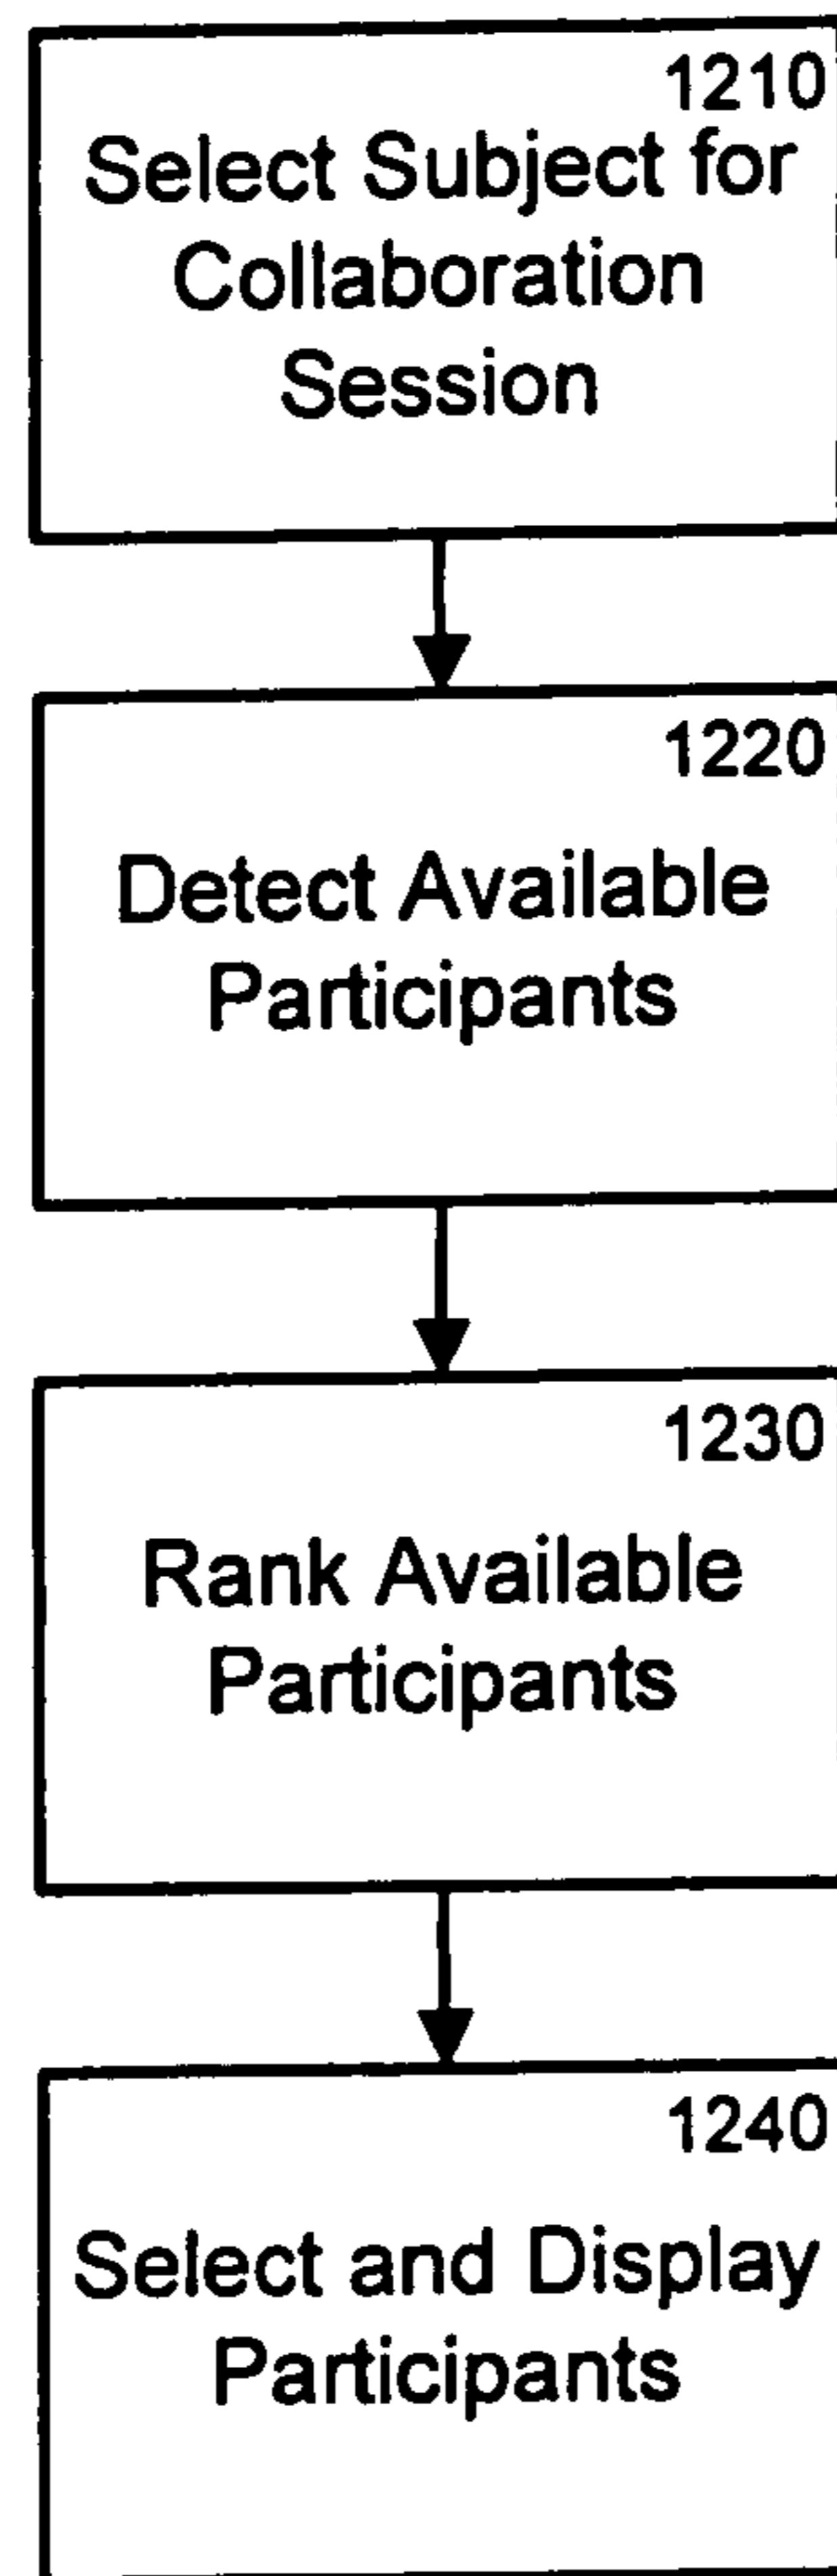 1210
Select Subject for
Collaboration
Session
1220
Detect Available
Participants
1230
Rank Available
Participants
1240
Select and Display
Participants